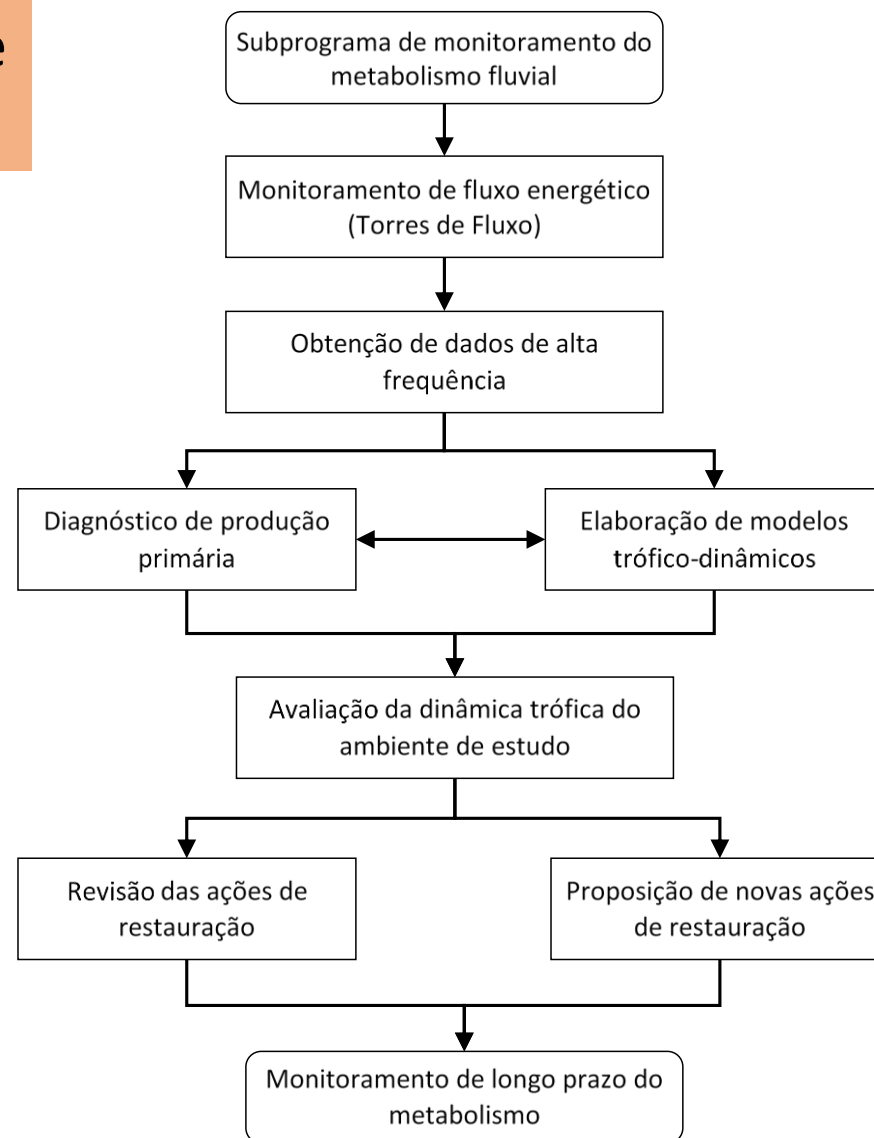 e
Subprograma de monitoramento do
metabolismo fluvial
Monitoramento de fluxo energético
(Torres de Fluxo)
Obtenção de dados de alta
frequência
Diagnóstico de produção
primária
Elaboração de modelos
trófico-dinâmicos
Avaliação da dinâmica trófica do
ambiente de estudo
Revisão das ações de
restauração
Proposição de novas ações
de restauração
Monitoramento de longo prazo do
metabolismo